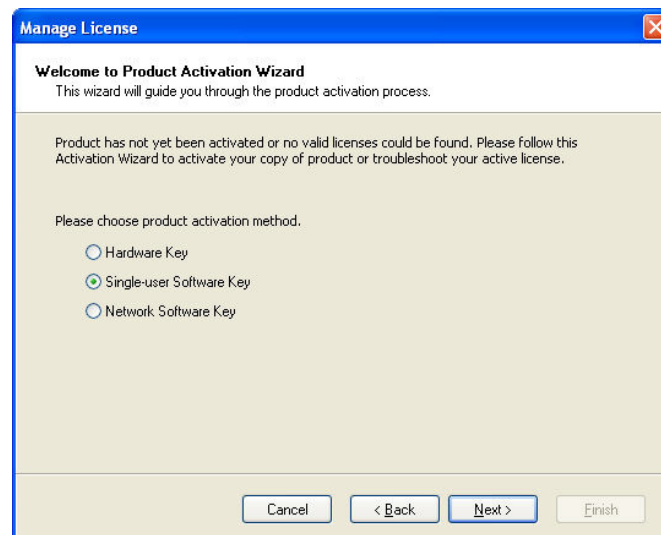 Manage License
Welcome to Product Activation Wizard
This wizard will guide you through the product activation process.
Product has not yet been activated or no valid licenses could be found. Please follow this
Activation Wizard to activate your copy of product or troubleshoot your active license.
Please choose product activation method.
Hardware Key
Single-user Software Key
Network Software Key
Cancel
< Back
Next >
Finish